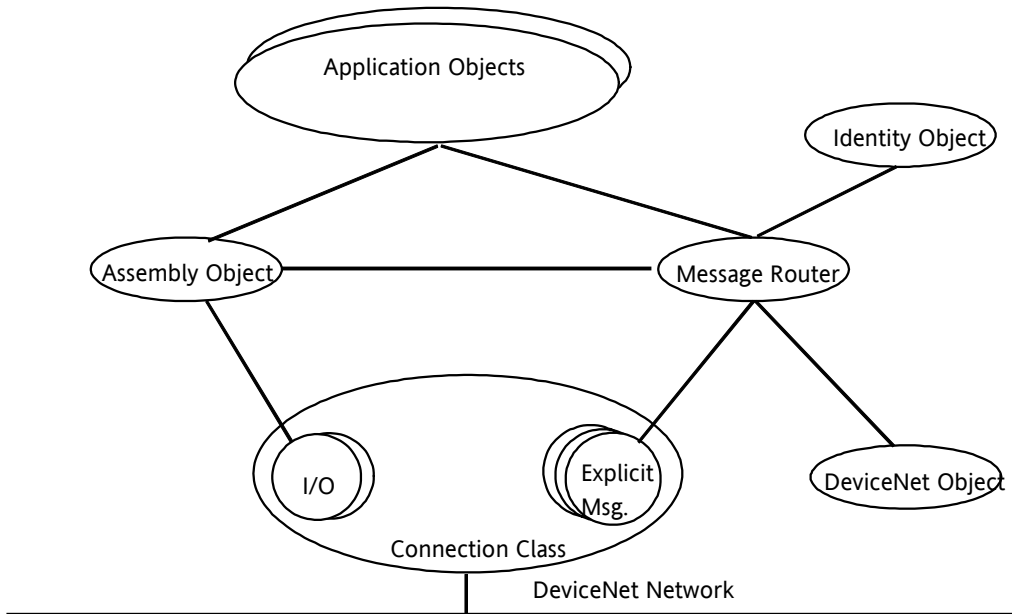 Application Objects
Identity Object
Assembly Object
Message Router
I/O
Explicit
Msg.
DeviceNet Object
Connection Class
DeviceNet Network